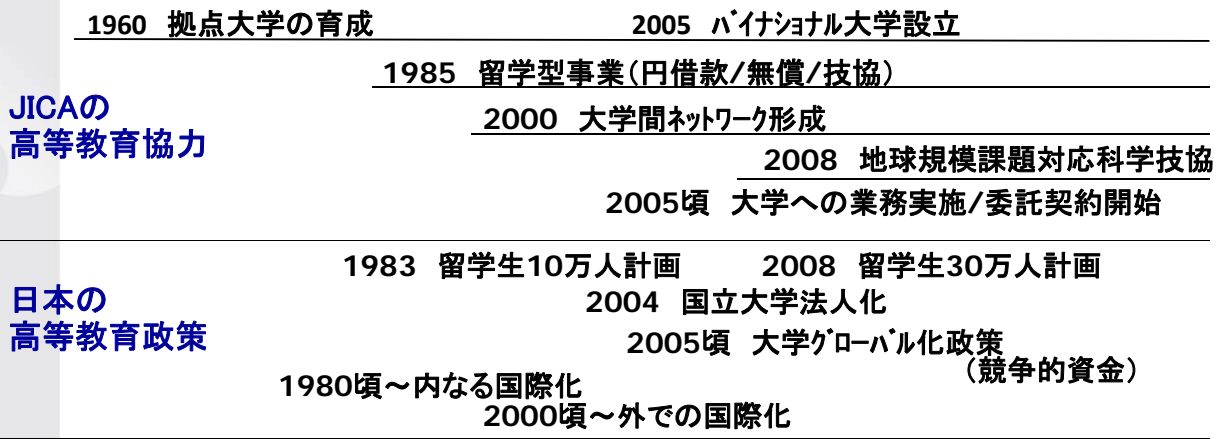 1960 拠点大学の育成
2005 ﾊﾞｲﾅｼｮﾅﾙ大学設立
1985 留学型事業(円借款/無償/技協)
JICAの
高等教育協力
2000 大学間ﾈｯﾄﾜｰｸ形成
2008 地球規模課題対応科学技協
2005頃 大学への業務実施/委託契約開始
1983 留学生10万人計画
2008 留学生30万人計画
日本の
高等教育政策
2004 国立大学法人化
2005頃 大学ｸﾞﾛｰﾊﾞﾙ化政策
(競争的資金)
1980頃～内なる国際化
2000頃～外での国際化